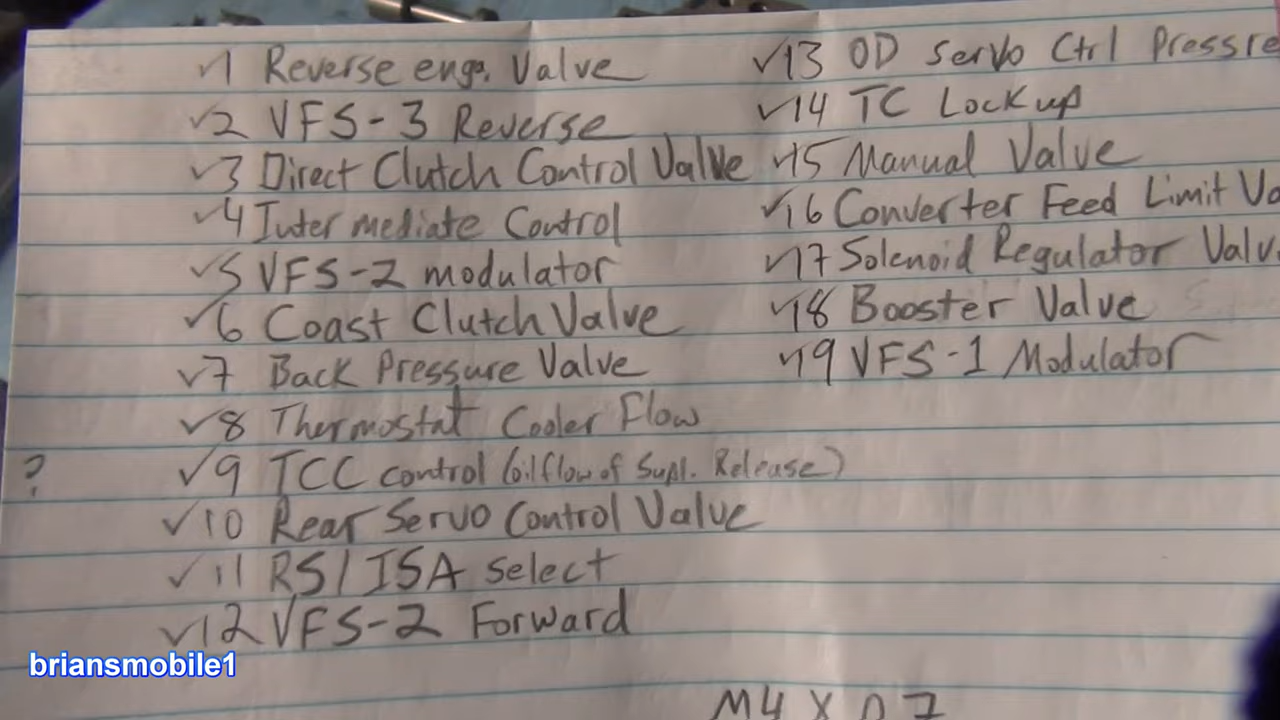 ✓1 Reverse enga. Valve
✓2 VFS-3 Reverse
✓3 Direct Clutch Control Valve
✓4 Intermediate Control
✓5 VFS-2 modulator
✓6 Coast Clutch Valve
✓7 Back Pressure Valve
✓8 Thermostat Cooler Flow
? ✓9 TCC control (oil flow of Supl. Release)
✓10 Rear Servo Control Valve
✓11 RS/ISA select
✓12 VFS-2 Forward
✓13 OD servo Ctrl Pressre
✓14 TC Lockup
✓15 Manual Valve
✓16 Converter Feed Limit Va
✓17 Solenoid Regulator Valv
✓18 Booster Valve
✓19 VFS-1 Modulator
M4 X 0.7
briansmobile1